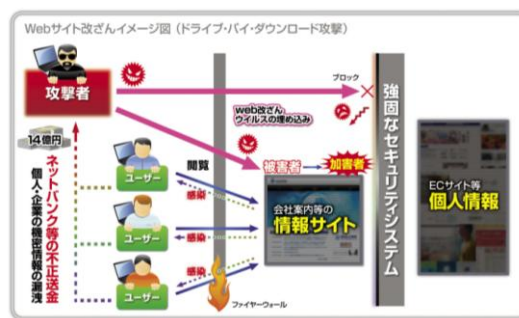 Webサイト改ざんイメージ図（ドライブ・バイ・ダウンロード攻撃）
攻撃者
ブロック
web改ざん
ウイルスの埋め込み
14億円
ネットバンク等の不正送金
個人・企業の機密情報の漏洩
閲覧
被害者
加害者
ユーザー
感染
ユーザー
感染
ユーザー
感染
会社案内等の
情報サイト
ファイヤーウォール
強固なセキュリティシステム
ECサイト等
個人情報